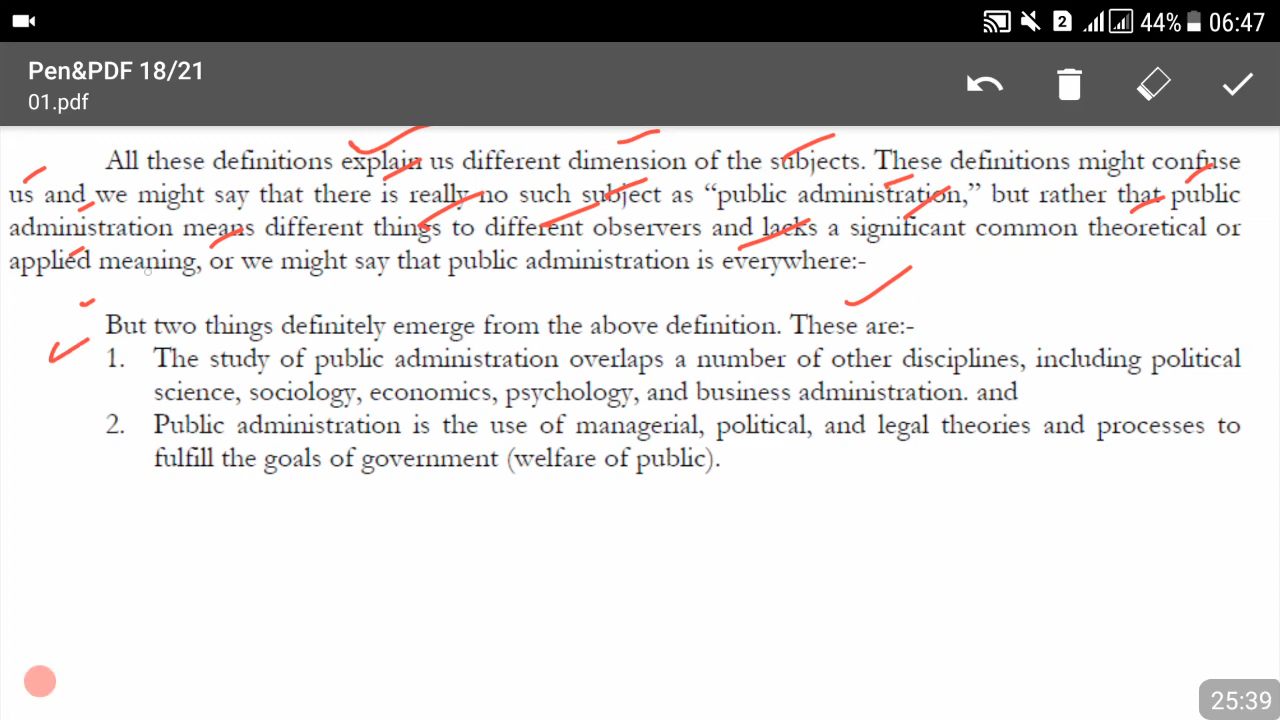 2 44% 06:47
Pen&PDF 18/21
01.pdf
All these definitions explain us different dimension of the subjects. These definitions might confuse
us and we might say that there is really no such subject as “public administration,” but rather that public
administration means different things to different observers and lacks a significant common theoretical or
applied meaning, or we might say that public administration is everywhere:-
But two things definitely emerge from the above definition. These are:-
1. The study of public administration overlaps a number of other disciplines, including political
science, sociology, economics, psychology, and business administration. and
2. Public administration is the use of managerial, political, and legal theories and processes to
fulfill the goals of government (welfare of public).
25:39